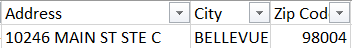 Address City Zip Cod
10246 MAIN ST STE C BELLEVUE 98004